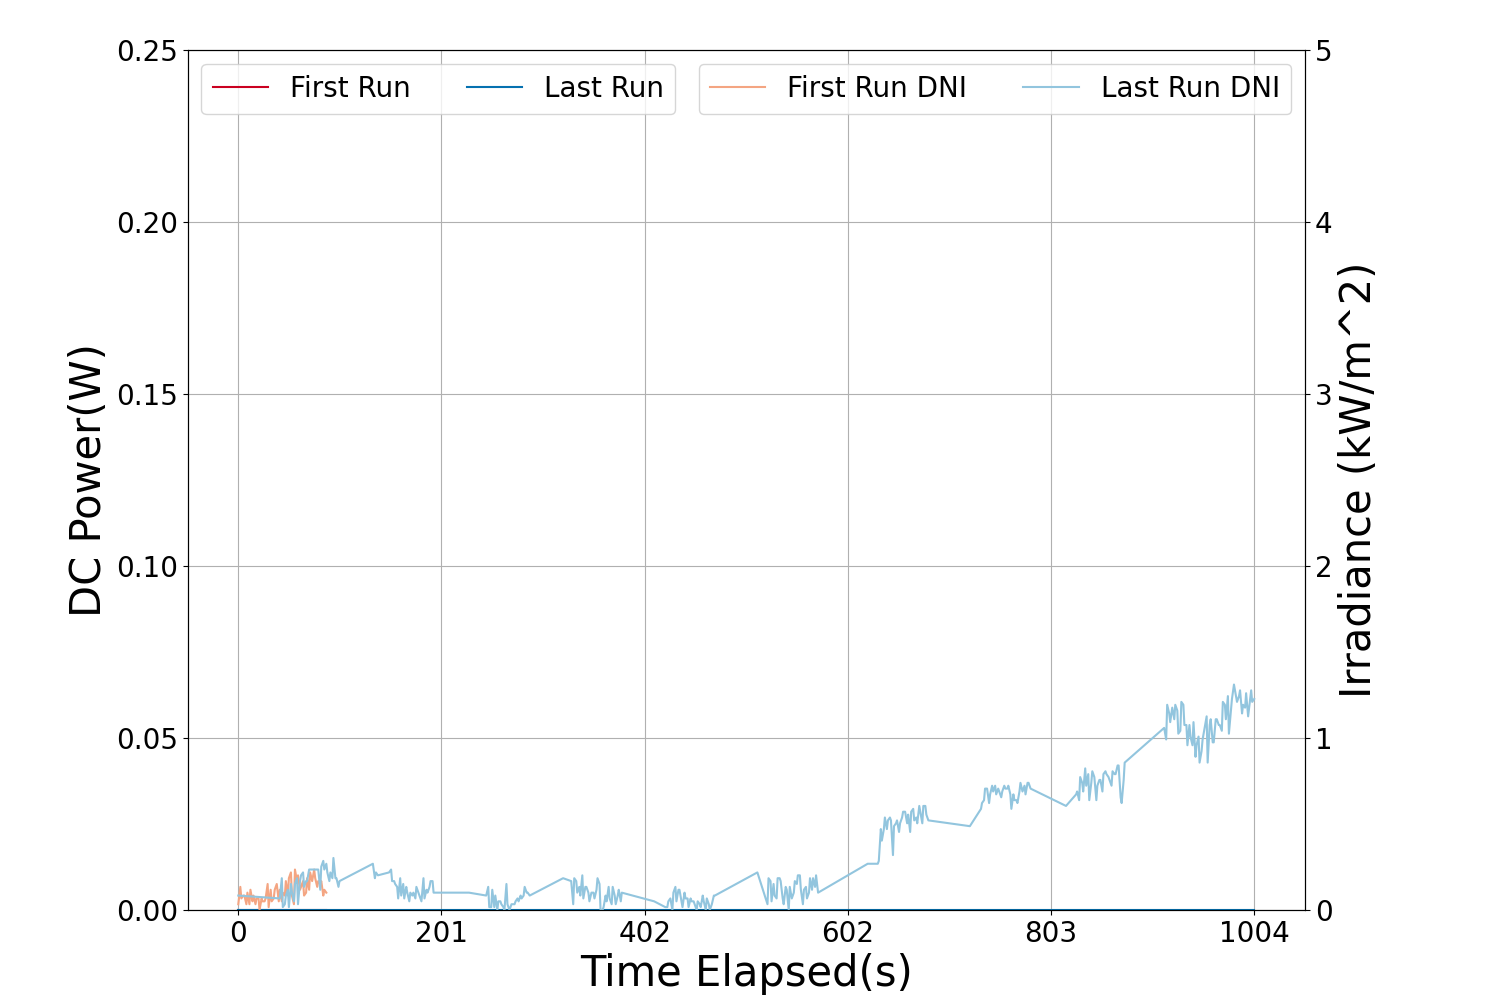 First Run
Last Run
First Run DNI
Last Run DNI
DC Power(W)
0.25
0.20
0.15
0.10
0.05
0.00
5
4
3
2
1
0
Irradiance (kW/m^2)
0 201 402 602 803 1004
Time Elapsed(s)